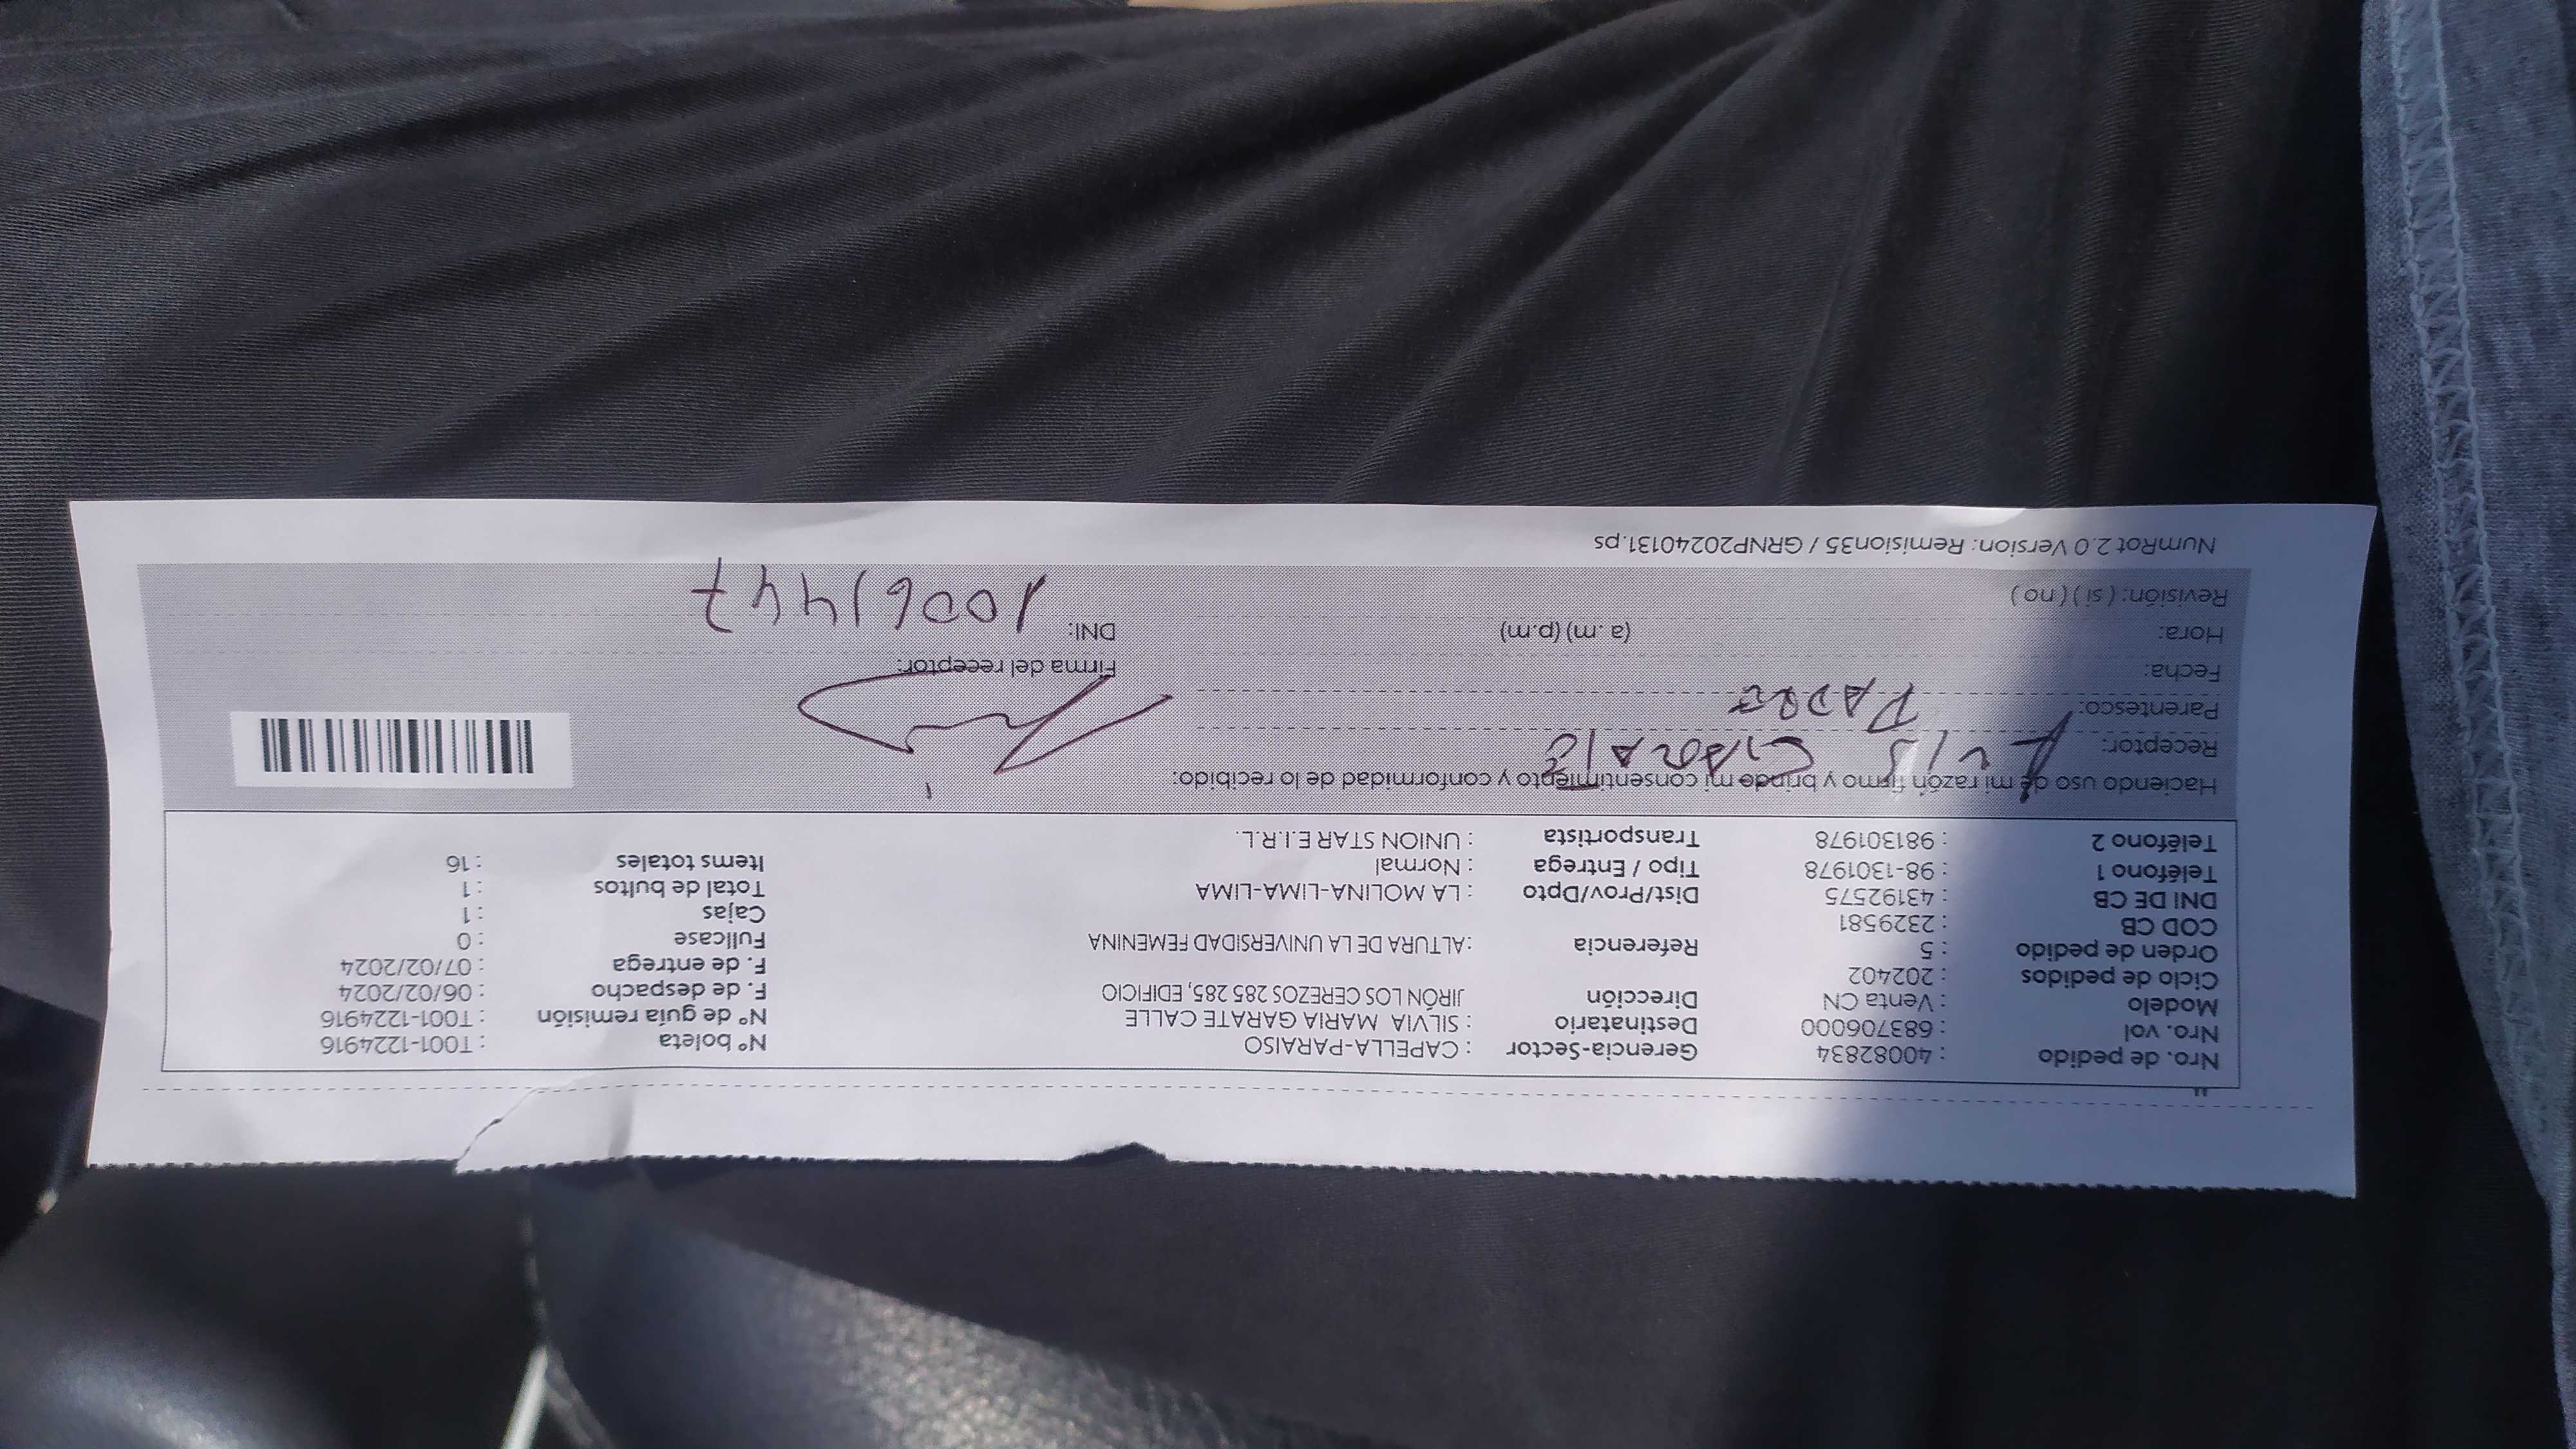 Nro. de pedido : 40082834 Gerencia-Sector : CAPELLA-PARAISO Nº boleta : T001-1224916
Nro. vol : 683706000 Destinatario : SILVIA MARIA GARATE CALLE Nº de guía remisión : T001-1224916
Modelo : Venta CN Dirección JIRÓN LOS CEREZOS 285 285, EDIFICIO F. de despacho : 06/02/2024
Ciclo de pedidos : 202402 F. de entrega : 07/02/2024
Orden de pedido : 5 Referencia :ALTURA DE LA UNIVERSIDAD FEMENINA Fullcase : 0
COD CB : 2329581 Cajas : 1
DNI DE CB : 43192575 Dist/Prov/Dpto : LA MOLINA-LIMA-LIMA Total de bultos : 1
Teléfono 1 : 98-1301978 Tipo / Entrega : Normal Items totales : 16
Teléfono 2 : 981301978 Transportista : UNION STAR E.I.R.L.
Haciendo uso de mi razón firmo y brindo mi consentimiento y conformidad de lo recibido:
Receptor: Luis
Parentesco: PADRE
Fecha: Firma del receptor:
Hora: (a. m) (p.m) DNI: 10061447
Revisión: ( si ) ( no )
NumRot 2.0 Version: Remision35 / GRNP20240131.ps